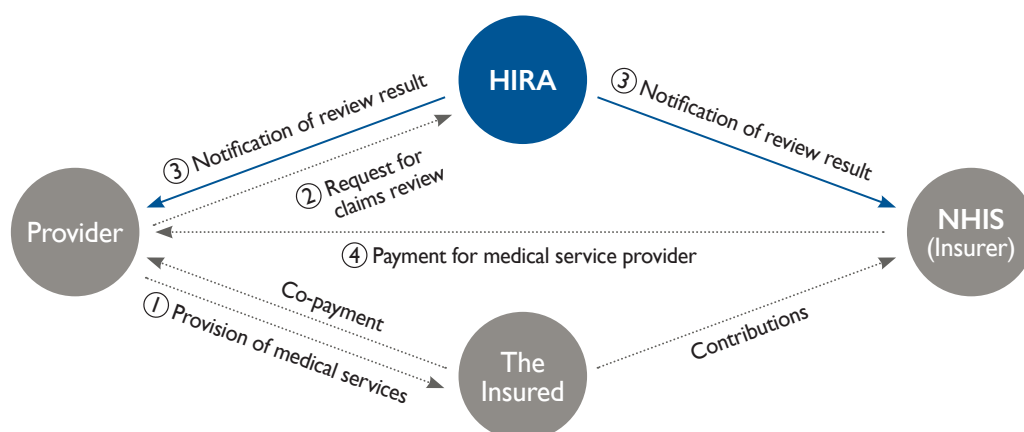 HIRA
③ Notification of review result
③ Notification of review result
② Request for
claims review
Provider
NHIS
(Insurer)
④ Payment for medical service provider
Co-payment
① Provision of medical services
Contributions
The
Insured